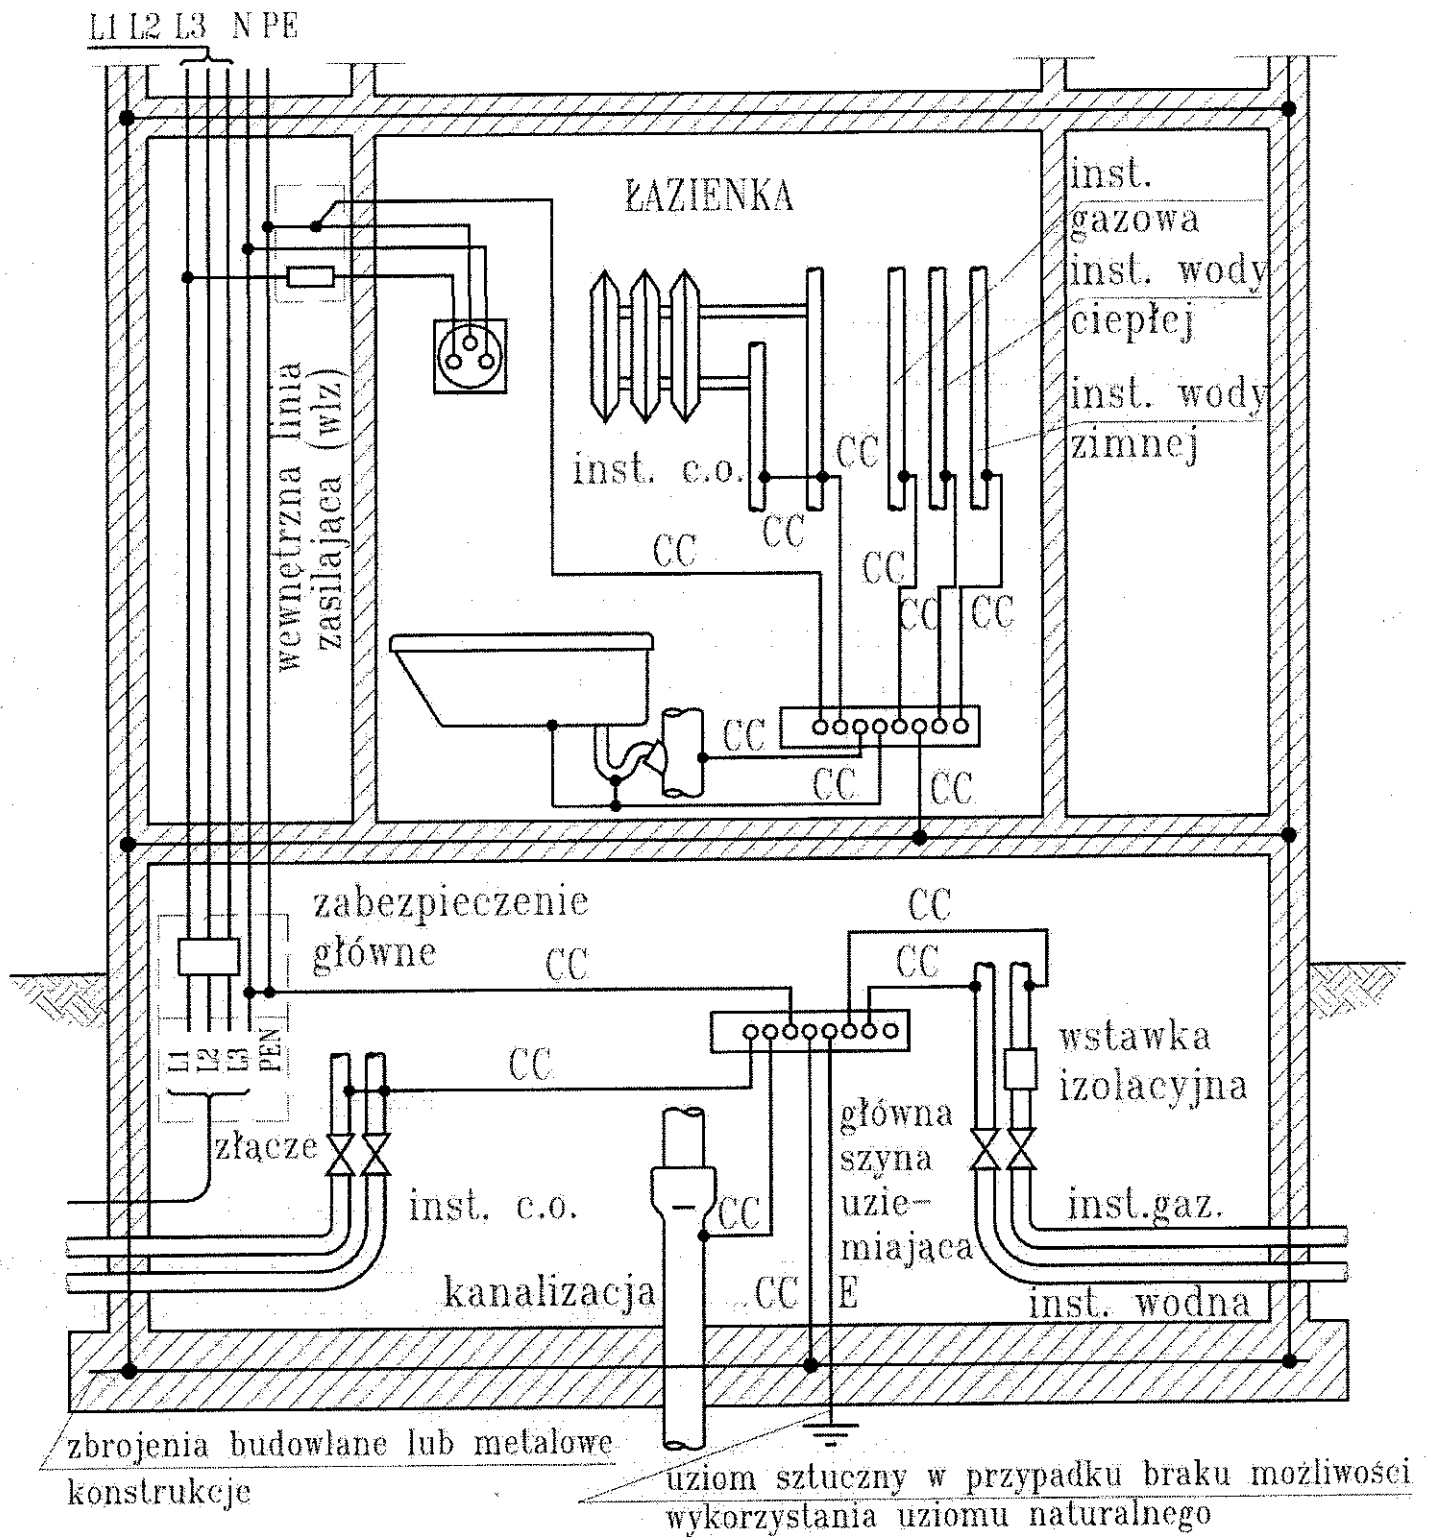 L1 L2 L3 N PE
ŁAZIENKA
inst.
gazowa
inst. wody
ciepłej
inst. wody
zimnej
wewnętrzna linia
zasilająca (wlz)
inst. c.o.
CC
CC
CC
CC
CC
CC
CC
CC
CC
zabezpieczenie
główne
CC
CC
CC
L1
L2
L3
PEN
CC
złącze
inst. c.o.
kanalizacja
CC
CC
E
główna
szyna
uzie-
miająca
wstawka
izolacyjna
inst.gaz.
inst. wodna
zbrojenia budowlane lub metalowe
konstrukcje
uziom sztuczny w przypadku braku możliwości
wykorzystania uziomu naturalnego